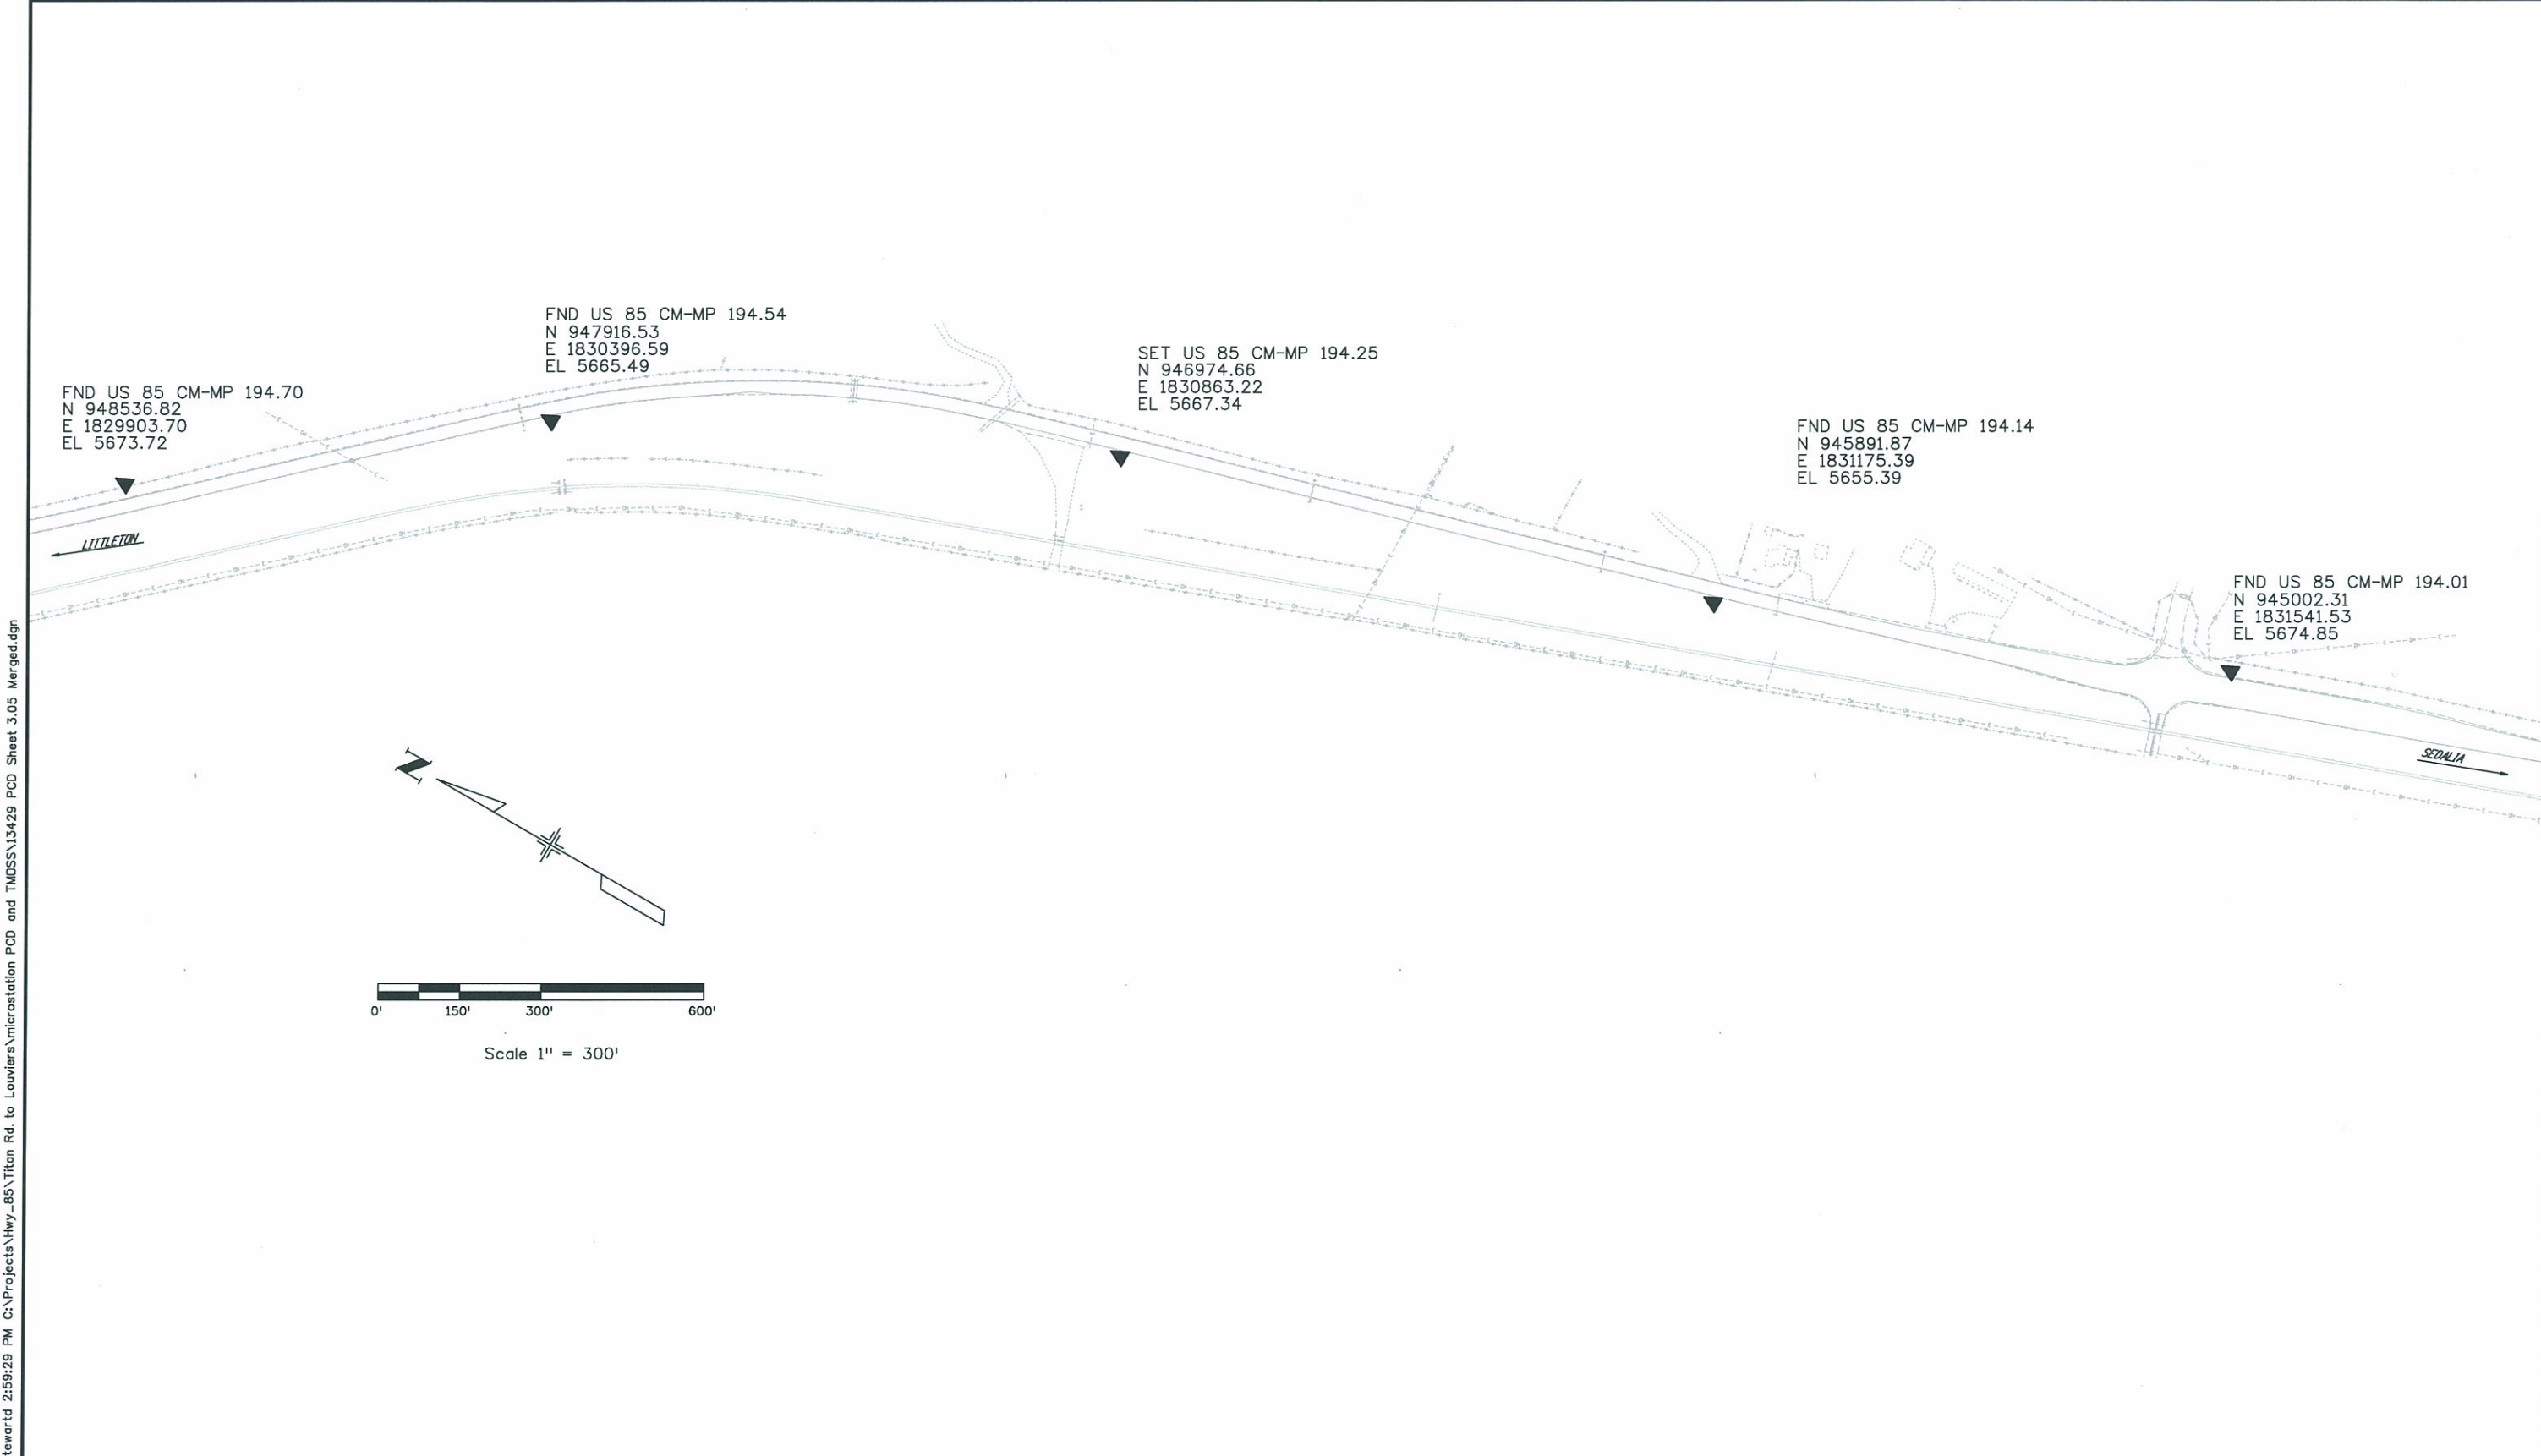 FND US 85 CM-MP 194.54
N 947916.53
E 1830396.59
EL 5665.49
SET US 85 CM-MP 194.25
N 946974.66
E 1830863.22
EL 5667.34
FND US 85 CM-MP 194.70
N 948536.82
E 1829903.70
EL 5673.72
FND US 85 CM-MP 194.14
N 945891.87
E 1831175.39
EL 5655.39
FND US 85 CM-MP 194.01
N 945002.31
E 1831541.53
EL 5674.85
LITTLETON
SEDALIA
N
0' 150' 300' 600'
Scale 1" = 300'
tewartd 2:59:29 PM C:\Projects\Hwy_85\Titan Rd. to Louviers\microstation PCD and TMOSS\13429 PCD Sheet 3.05 Merged.dgn